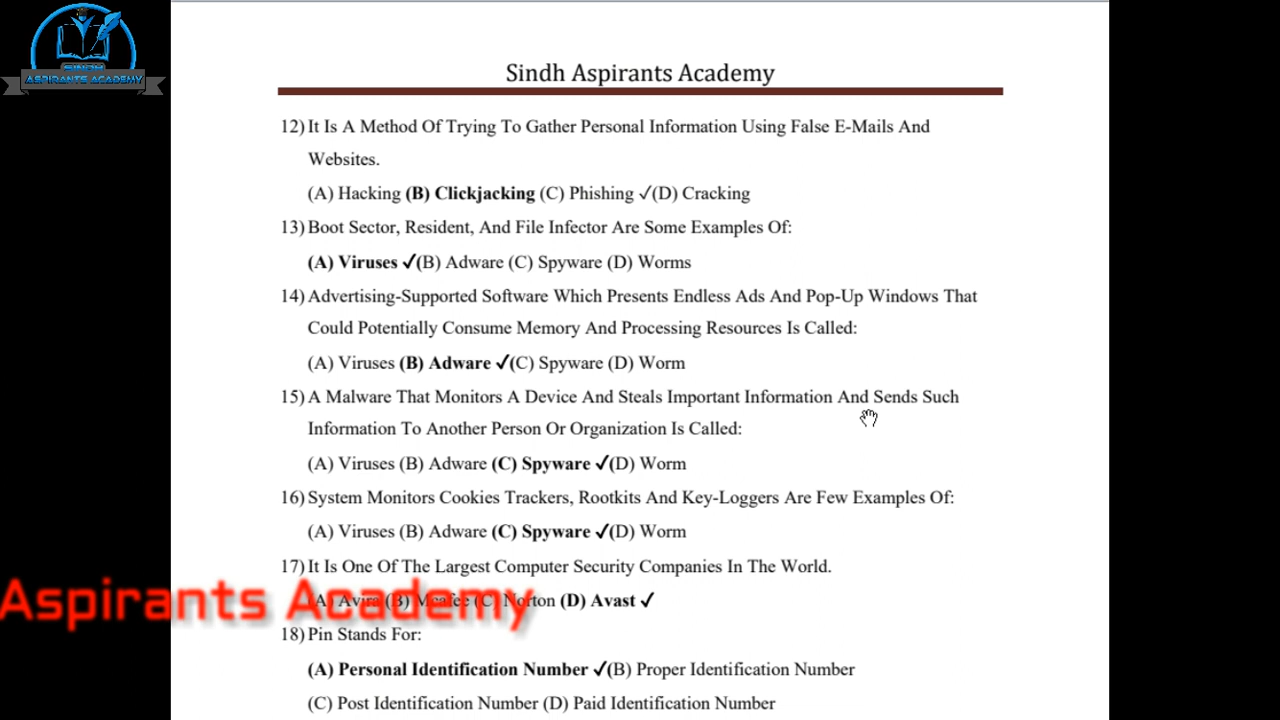 SINDH
ASPIRANTS ACADEMY
Sindh Aspirants Academy
12) It Is A Method Of Trying To Gather Personal Information Using False E-Mails And
Websites.
(A) Hacking (B) Clickjacking (C) Phishing ✓(D) Cracking
13) Boot Sector, Resident, And File Infector Are Some Examples Of:
(A) Viruses ✓(B) Adware (C) Spyware (D) Worms
14) Advertising-Supported Software Which Presents Endless Ads And Pop-Up Windows That
Could Potentially Consume Memory And Processing Resources Is Called:
(A) Viruses (B) Adware ✓(C) Spyware (D) Worm
15) A Malware That Monitors A Device And Steals Important Information And Sends Such
Information To Another Person Or Organization Is Called:
(A) Viruses (B) Adware (C) Spyware ✓(D) Worm
16) System Monitors Cookies Trackers, Rootkits And Key-Loggers Are Few Examples Of:
(A) Viruses (B) Adware (C) Spyware ✓(D) Worm
17) It Is One Of The Largest Computer Security Companies In The World.
(A) Avira (B) Mcafee (C) Norton (D) Avast ✓
Aspirants Academy
18) Pin Stands For:
(A) Personal Identification Number ✓(B) Proper Identification Number
(C) Post Identification Number (D) Paid Identification Number